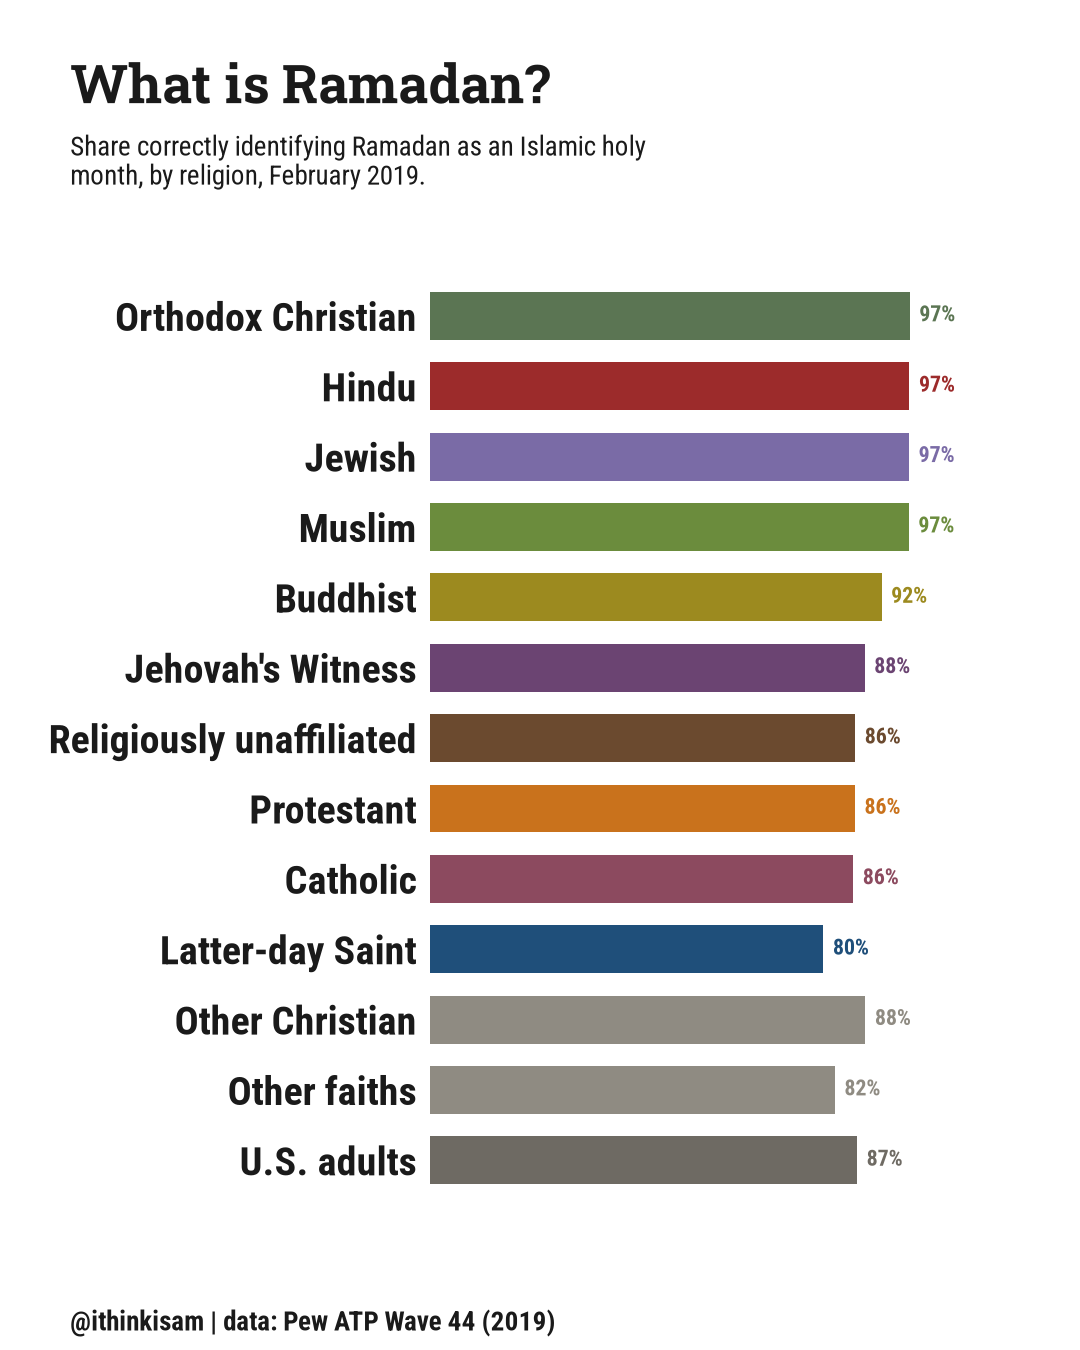 What is Ramadan?
Share correctly identifying Ramadan as an Islamic holy
month, by religion, February 2019.
Orthodox Christian 97%
Hindu 97%
Jewish 97%
Muslim 97%
Buddhist 92%
Jehovah's Witness 88%
Religiously unaffiliated 86%
Protestant 86%
Catholic 86%
Latter-day Saint 80%
Other Christian 88%
Other faiths 82%
U.S. adults 87%
@ithinkisam | data: Pew ATP Wave 44 (2019)